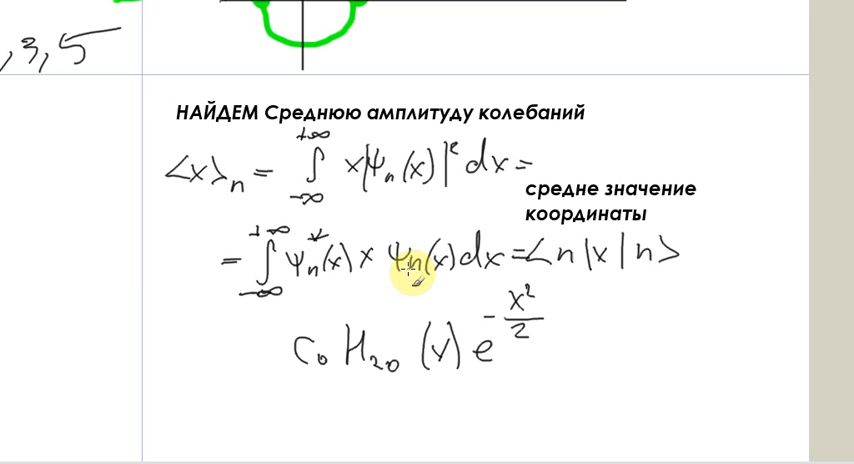 , 3, 5
НАЙДЕМ Среднюю амплитуду колебаний
<x>ₙ = ∫₋∞⁺∞ x|Ψₙ(x)|² dx =
средне значение
координаты
= ∫₋∞⁺∞ Ψₙ*(x) x Ψₙ(x) dx = <n|x|n>
C₀ H₂₀ (x) e^(-x²/2)